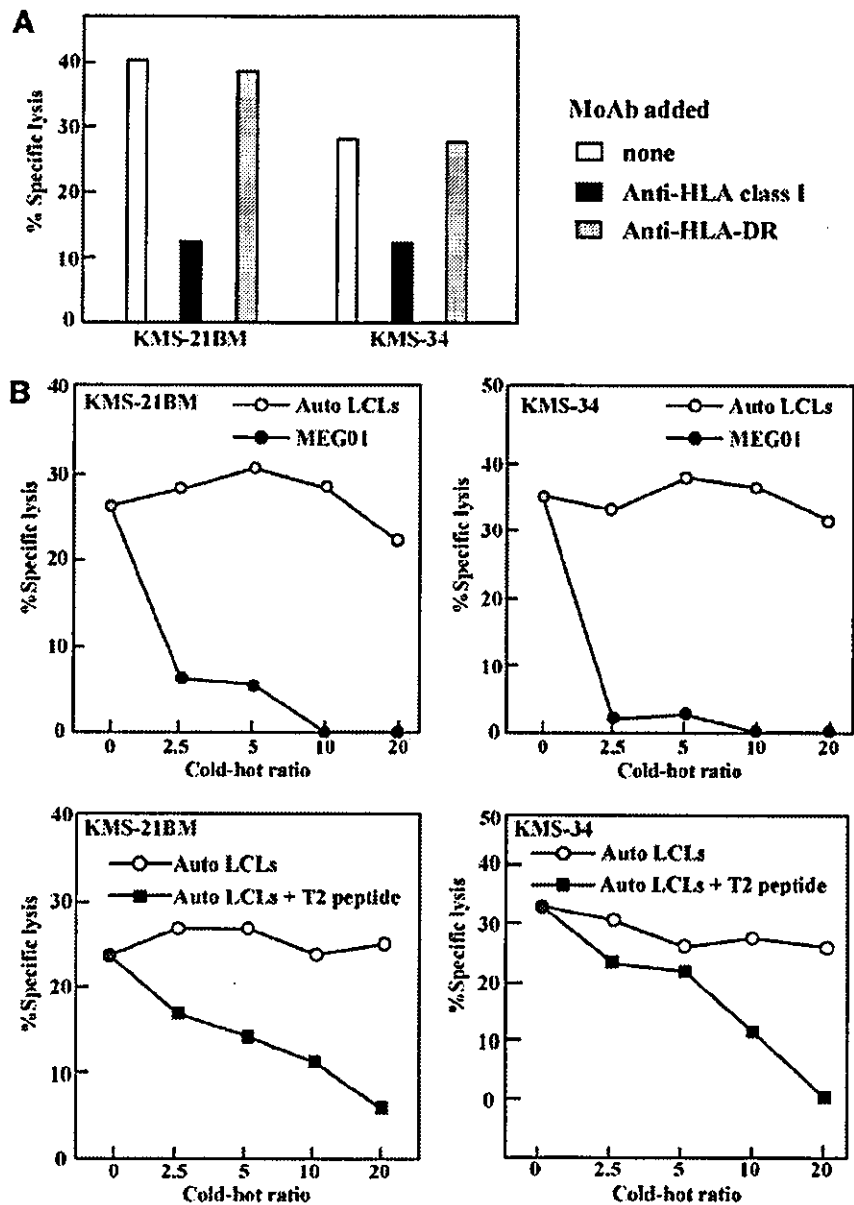 A
% Specific lysis
40
30
20
10
0
KMS-21BM
KMS-34
MoAb added
none
Anti-HLA class I
Anti-HLA-DR
B
%Specific lysis
40
30
20
10
0
KMS-21BM
Auto LCLs
MEG01
0 2.5 5 10 20
Cold-hot ratio
%Specific lysis
50
40
30
20
10
0
KMS-34
Auto LCLs
MEG01
0 2.5 5 10 20
Cold-hot ratio
%Specific lysis
40
30
20
10
0
KMS-21BM
Auto LCLs
Auto LCLs + T2 peptide
0 2.5 5 10 20
Cold-hot ratio
%Specific lysis
50
40
30
20
10
0
KMS-34
Auto LCLs
Auto LCLs + T2 peptide
0 2.5 5 10 20
Cold-hot ratio